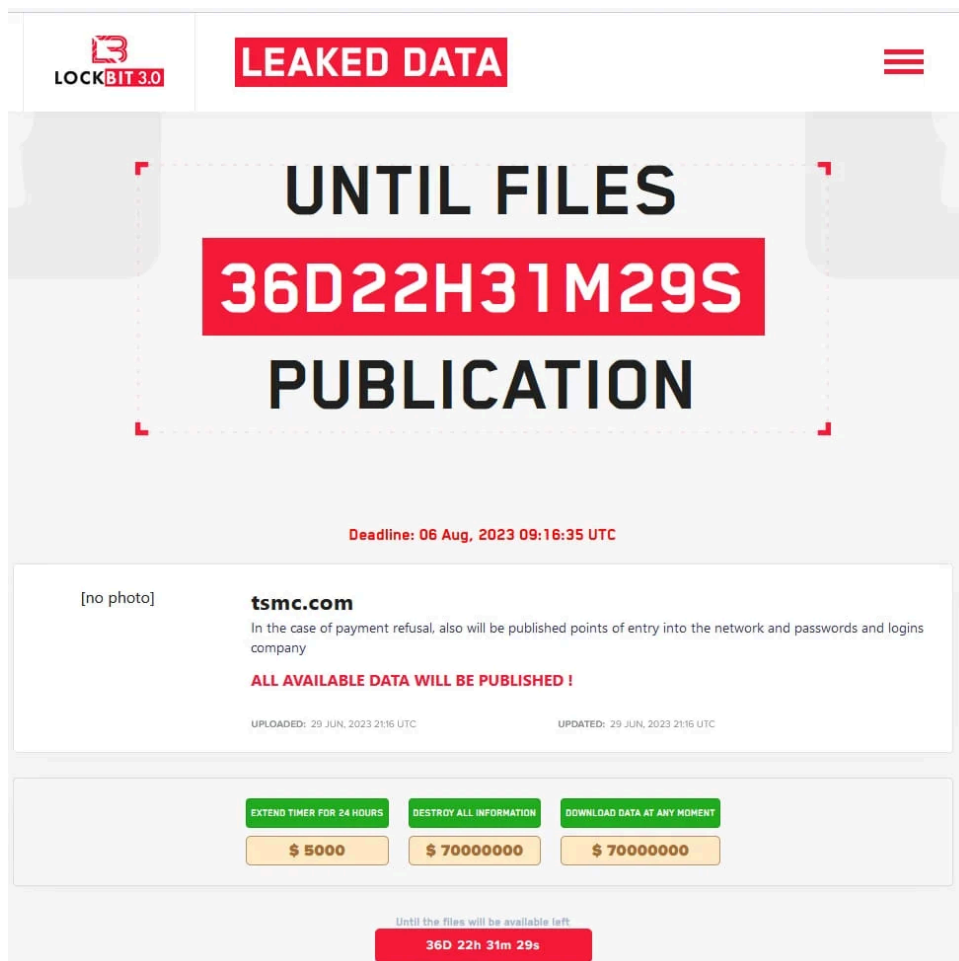 LOCKBIT 3.0
LEAKED DATA
UNTIL FILES
36D22H31M29S
PUBLICATION
Deadline: 06 Aug, 2023 09:16:35 UTC
[no photo]
tsmc.com
In the case of payment refusal, also will be published points of entry into the network and passwords and logins
company
ALL AVAILABLE DATA WILL BE PUBLISHED !
UPLOADED: 29 JUN, 2023 21:16 UTC
UPDATED: 29 JUN, 2023 21:16 UTC
EXTEND TIMER FOR 24 HOURS
$ 5000
DESTROY ALL INFORMATION
$ 70000000
DOWNLOAD DATA AT ANY MOMENT
$ 70000000
Until the files will be available left
36D 22h 31m 29s